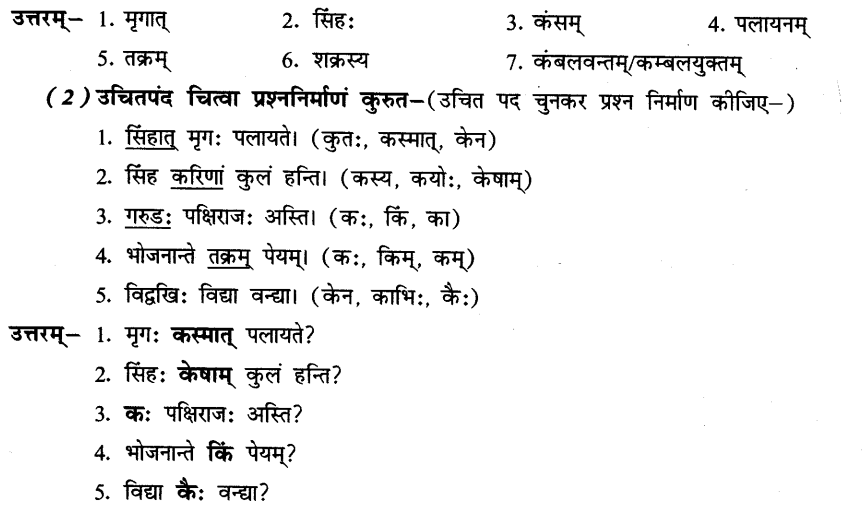 उत्तरम्– 1. मृगात् 2. सिंहः 3. कंसम् 4. पलायनम्
5. तक्रम् 6. शक्रस्य 7. कंबलवन्तम्/कम्बलयुक्तम्
(2) उचितपंद चित्वा प्रश्ननिर्माणं कुरुत–(उचित पद चुनकर प्रश्न निर्माण कीजिए–)
1. सिंहात् मृगः पलायते। (कुतः, कस्मात्, केन)
2. सिंह करिणां कुलं हन्ति। (कस्य, कयोः, केषाम्)
3. गरुडः पक्षिराजः अस्ति। (कः, किं, का)
4. भोजनान्ते तक्रम् पेयम्। (कः, किम्, कम्)
5. विद्वखिः विद्या वन्द्या। (केन, काभिः, कैः)
उत्तरम्– 1. मृगः कस्मात् पलायते?
2. सिंहः केषाम् कुलं हन्ति?
3. कः पक्षिराजः अस्ति?
4. भोजनान्ते किं पेयम्?
5. विद्या कैः वन्द्या?